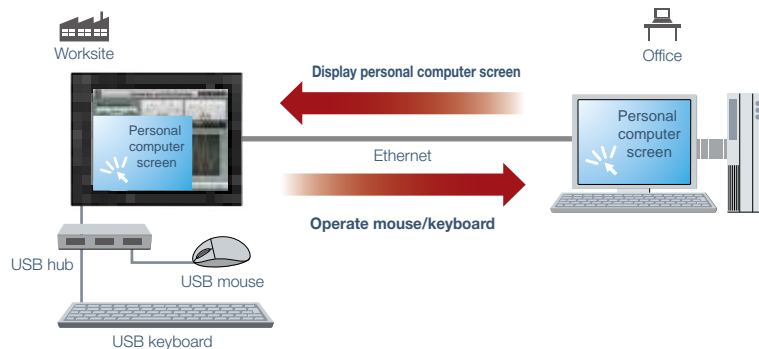 Worksite
Office
Display personal computer screen
Personal
computer
screen
Personal
computer
screen
Ethernet
Operate mouse/keyboard
USB hub
USB mouse
USB keyboard